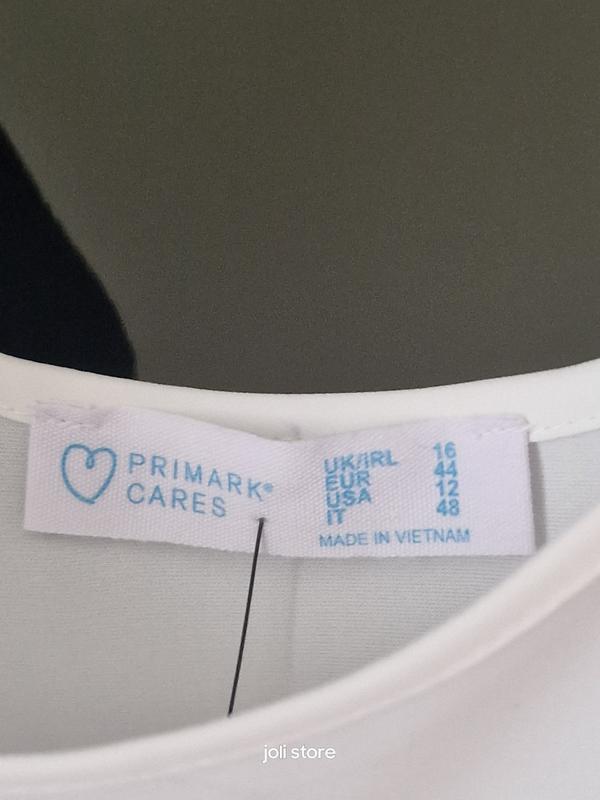 PRIMARK®
CARES
UK/IRL 16
EUR 44
USA 12
IT 48
MADE IN VIETNAM
joli store